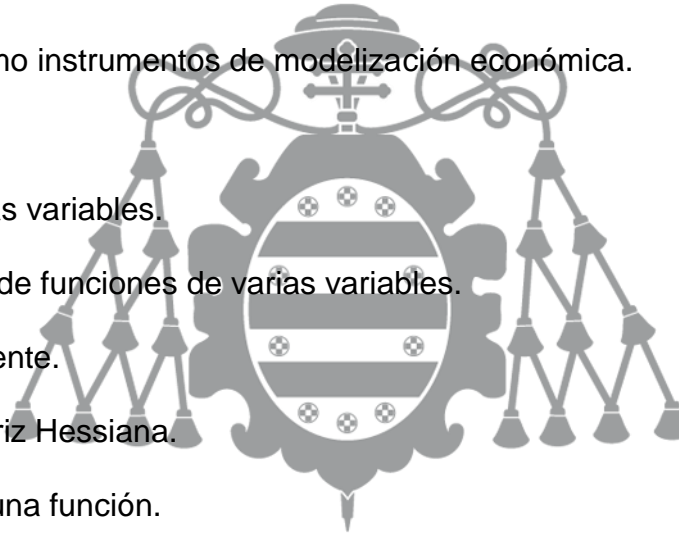 no instrumentos de modelización económica.
s variables.
de funciones de varias variables.
ente.
riz Hessiana.
una función.